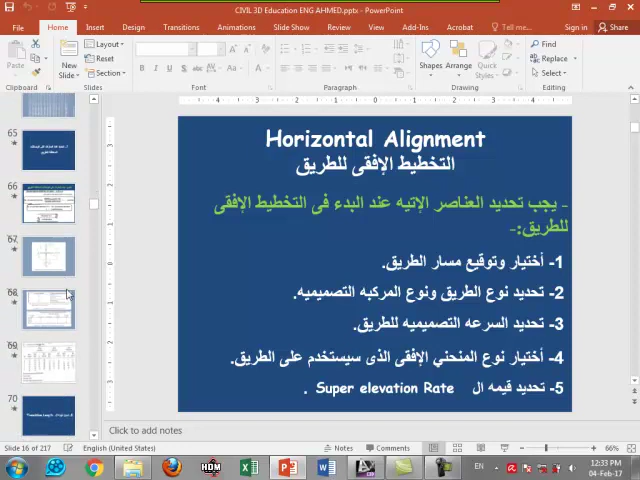 CIVIL 3D Education ENG AHMED.pptx - PowerPoint
File
Home
Insert
Design
Transitions
Animations
Slide Show
Review
View
Add-Ins
Acrobat
Tell me...
Sign in
Share
Paste
New
Slide
Layout
Reset
Section
Shapes
Arrange
Quick
Styles
Find
Replace
Select
Clipboard
Slides
Font
Paragraph
Drawing
Editing
65
66
67
68
69
70
Horizontal Alignment
التخطيط الإفقى للطريق
- يجب تحديد العناصر الإتيه عند البدء فى التخطيط الإفقى
للطريق:-
1- أختيار وتوقيع مسار الطريق.
2- تحديد نوع الطريق ونوع المركبه التصميميه.
3- تحديد السرعه التصميميه للطريق.
4- أختيار نوع المنحني الإفقى الذى سيستخدم على الطريق.
5- تحديد قيمه ال Super elevation Rate .
Click to add notes
Slide 16 of 217
English (United States)
Notes
Comments
66%
HDM
EN
12:33 PM
04-Feb-17